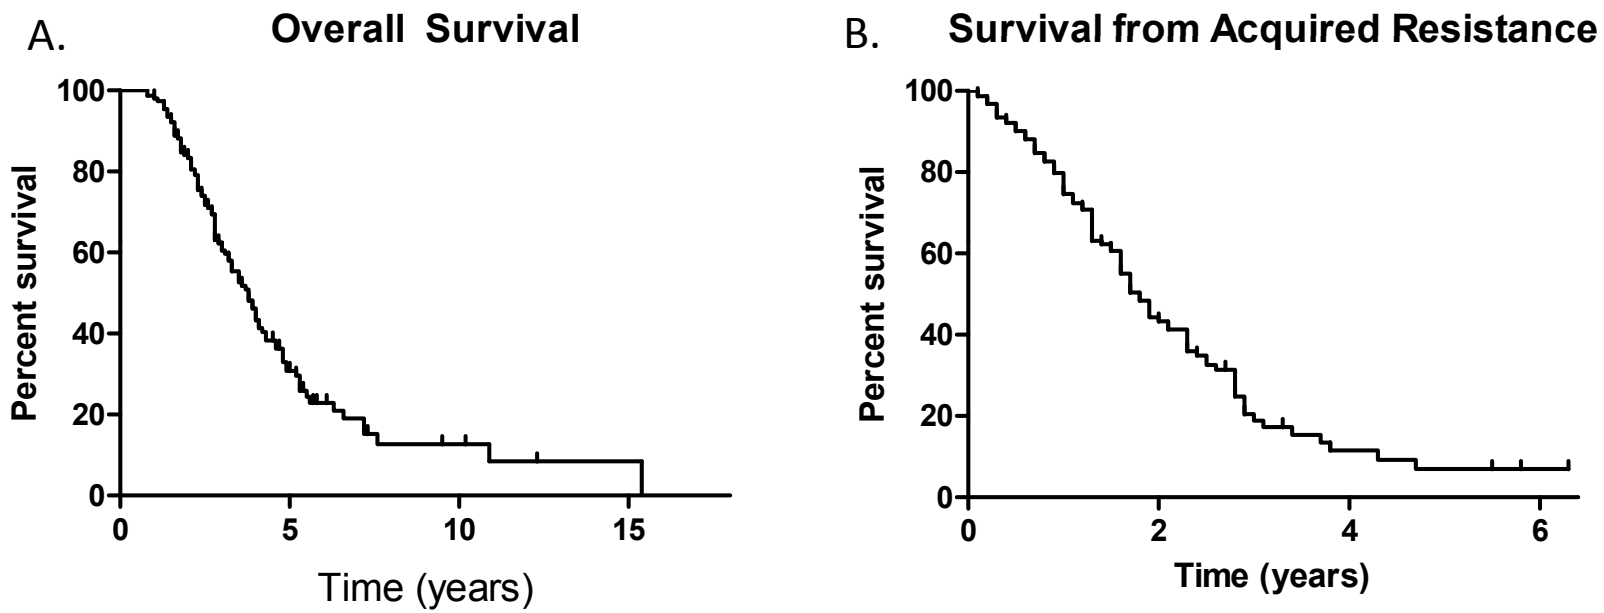 A.
Overall Survival
Percent survival
100
80
60
40
20
0
0 5 10 15
Time (years)
B.
Survival from Acquired Resistance
Percent survival
100
80
60
40
20
0
0 2 4 6
Time (years)